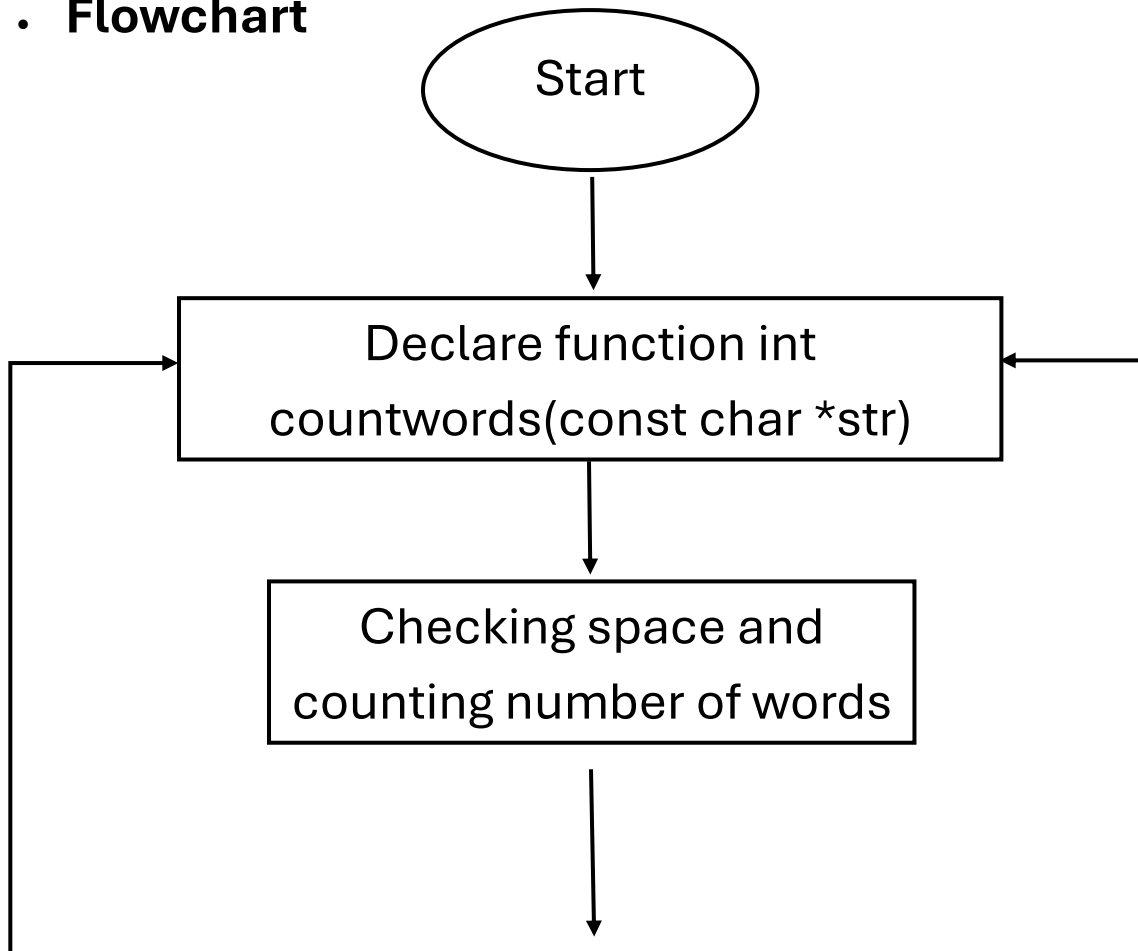 • Flowchart
Start
Declare function int
countwords(const char *str)
Checking space and
counting number of words